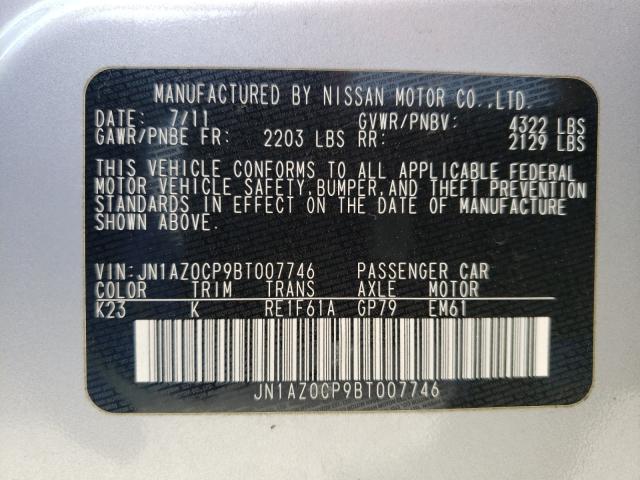 MANUFACTURED BY NISSAN MOTOR CO.,LTD.
DATE: 7/11 GVWR/PNBV: 4322 LBS
GAWR/PNBE FR: 2203 LBS RR: 2129 LBS
THIS VEHICLE CONFORMS TO ALL APPLICABLE FEDERAL
MOTOR VEHICLE SAFETY,BUMPER,AND THEFT PREVENTION
STANDARDS IN EFFECT ON THE DATE OF MANUFACTURE
SHOWN ABOVE.
VIN:JN1AZ0CP9BT007746 PASSENGER CAR
COLOR TRIM TRANS AXLE MOTOR
K23 K RE1F61A GP79 EM61
JN1AZ0CP9BT007746